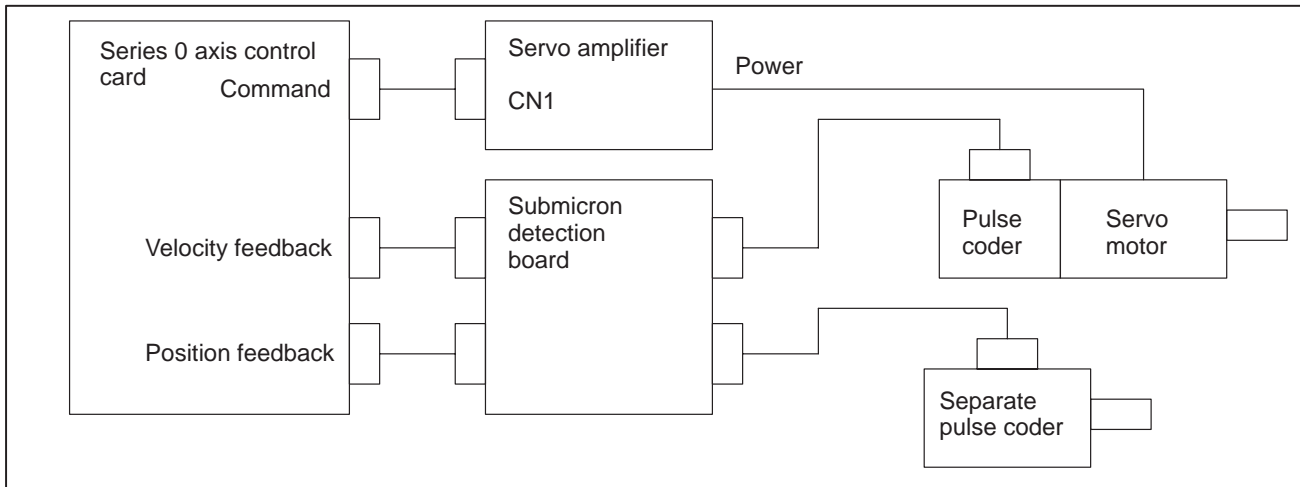 Series 0 axis control
card
Command
Servo amplifier
CN1
Power
Velocity feedback
Submicron
detection
board
Pulse
coder
Servo
motor
Position feedback
Separate
pulse coder